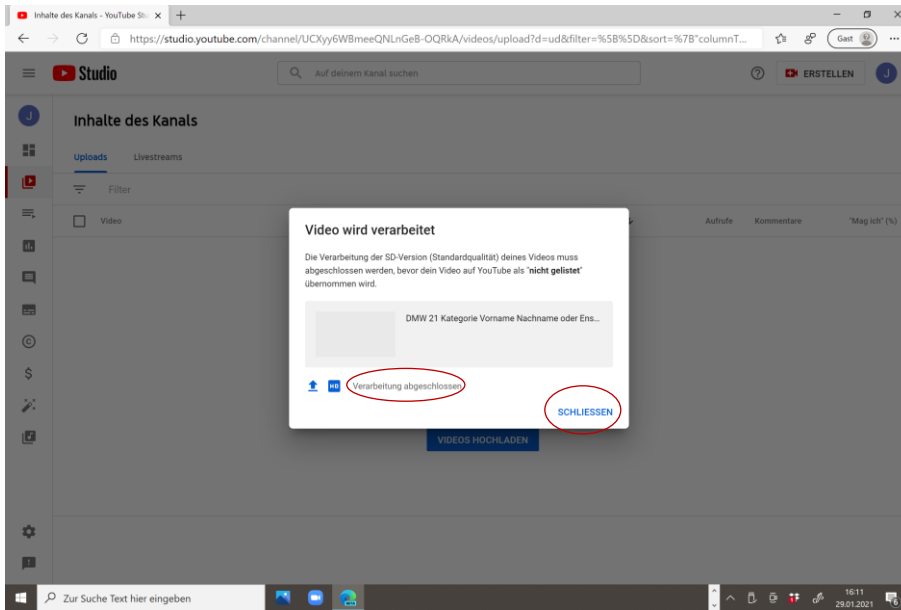 Inhalte des Kanals - YouTube Stu
https://studio.youtube.com/channel/UCXyy6WBmeeQNLnGeB-OQRkA/videos/upload?d=ud&filter=%5B%5D&sort=%7B"columnT...
Gast
Studio
Auf deinem Kanal suchen
ERSTELLEN
J
J
Inhalte des Kanals
Uploads Livestreams
Filter
Video Aufrufe Kommentare "Mag ich" (%)
Video wird verarbeitet
Die Verarbeitung der SD-Version (Standardqualität) deines Videos muss
abgeschlossen werden, bevor dein Video auf YouTube als "nicht gelistet"
übernommen wird.
DMW 21 Kategorie Vorname Nachname oder Ens...
HD Verarbeitung abgeschlossen
SCHLIESSEN
VIDEOS HOCHLADEN
Zur Suche Text hier eingeben
16:11
29.01.2021
6